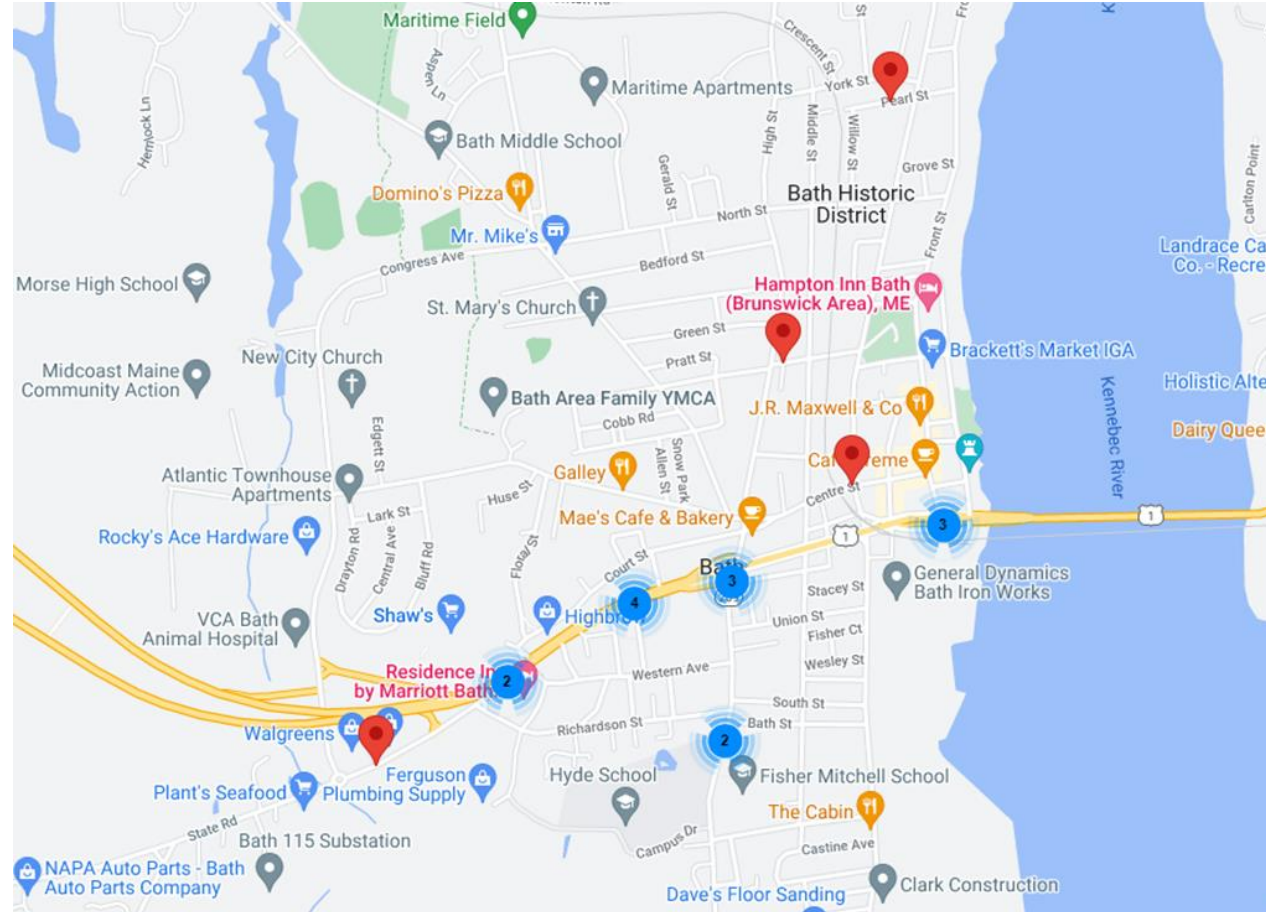 Maritime Field
Crescent St
York St
Pearl St
Aspen Ln
Maritime Apartments
Hemlock Ln
Bath Middle School
High St
Middle St
Willow St
Grove St
Gerald St
Carlton Point
Domino's Pizza
Bath Historic
District
North St
Mr. Mike's
Front St
Congress Ave
Bedford St
Landrace Ca
Co. - Recre
Morse High School
Hampton Inn Bath
(Brunswick Area), ME
St. Mary's Church
Green St
New City Church
Pratt St
Brackett's Market IGA
Midcoast Maine
Community Action
Bath Area Family YMCA
Kennebec River
Holistic Alte
J.R. Maxwell & Co
Cobb Rd
Edgett St
Dairy Quee
Snow Park
Allen St
Galley
Atlantic Townhouse
Apartments
Huse St
Centre St
Lark St
Mae's Cafe & Bakery
3
1
1
Rocky's Ace Hardware
Drayton Rd
Central Ave
Bluff Rd
Court St
Bath
3
General Dynamics
Bath Iron Works
Stacey St
4
Shaw's
VCA Bath
Animal Hospital
Union St
Fisher Ct
Wesley St
Western Ave
Residence In
by Marriott Bath
2
South St
Richardson St
Bath St
Walgreens
2
Hyde School
Fisher Mitchell School
Ferguson
Plumbing Supply
Plant's Seafood
The Cabin
State Rd
Bath 115 Substation
Campus Dr
Castine Ave
NAPA Auto Parts - Bath
Auto Parts Company
Dave's Floor Sanding
Clark Construction